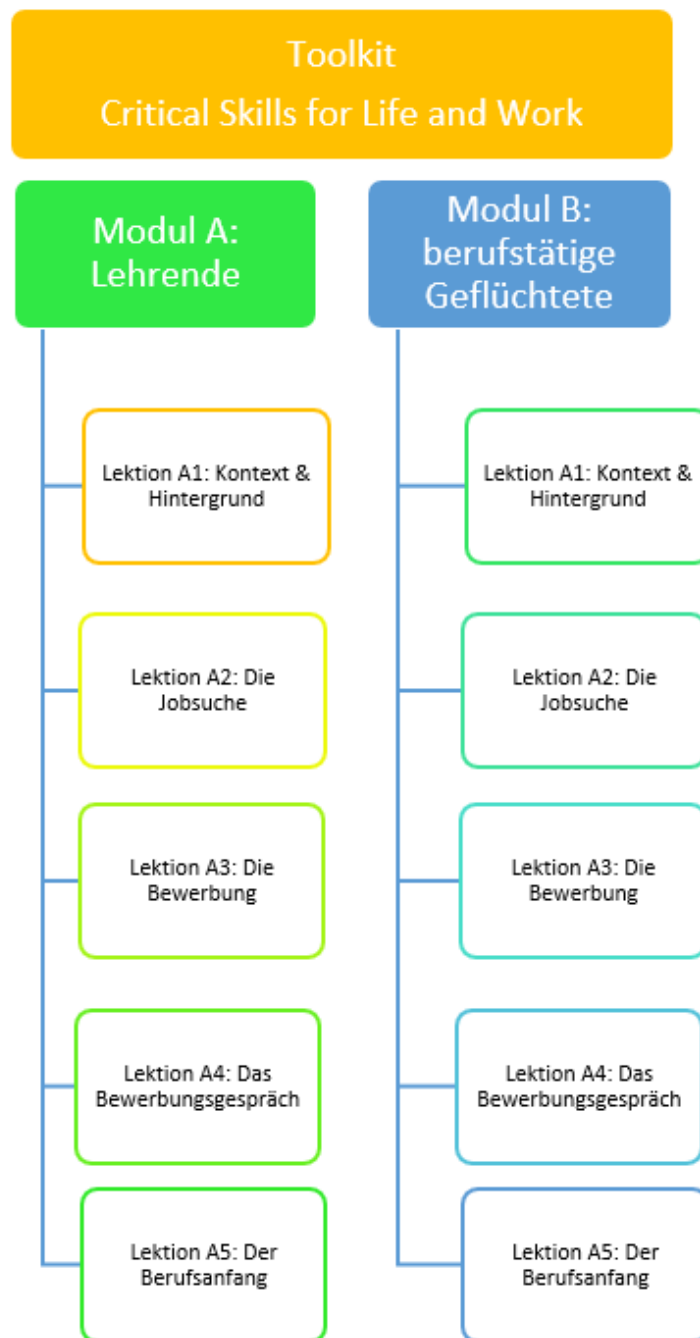 Toolkit
Critical Skills for Life and Work
Modul A:
Lehrende
Modul B:
berufstätige
Geflüchtete
Lektion A1: Kontext &
Hintergrund
Lektion A2: Die
Jobsuche
Lektion A3: Die
Bewerbung
Lektion A4: Das
Bewerbungsgespräch
Lektion A5: Der
Berufsanfang
Lektion A1: Kontext &
Hintergrund
Lektion A2: Die
Jobsuche
Lektion A3: Die
Bewerbung
Lektion A4: Das
Bewerbungsgespräch
Lektion A5: Der
Berufsanfang